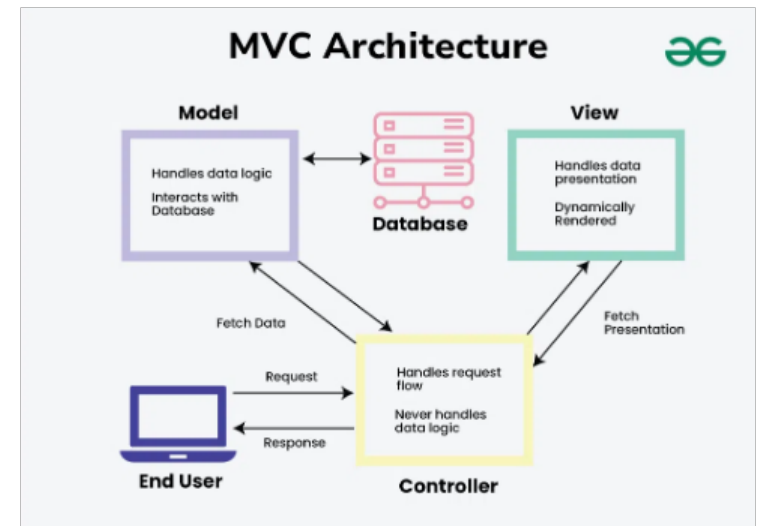 MVC Architecture
Model
View
Handles data logic
Interacts with
Database
Database
Handles data
presentation
Dynamically
Rendered
Fetch Data
Fetch
Presentation
Request
Response
Handles request
flow
Never handles
data logic
End User
Controller